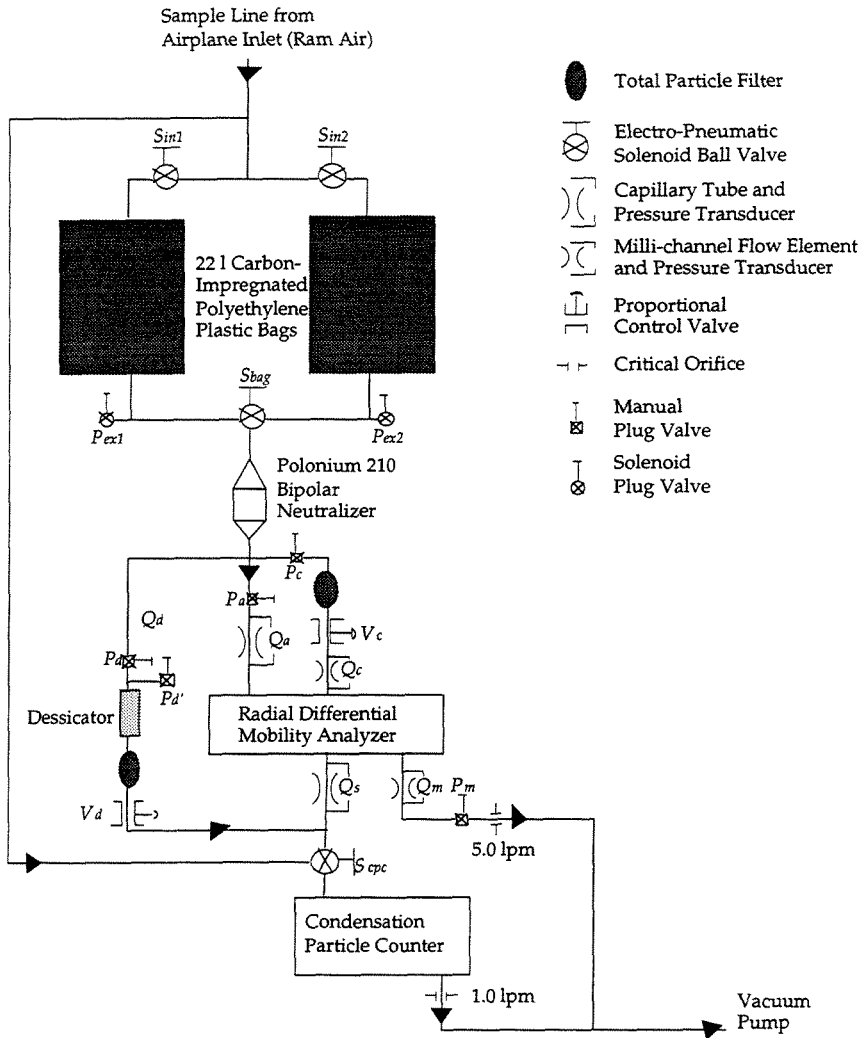 Sample Line from
Airplane Inlet (Ram Air)
Sin1
Sin2
22 l Carbon-
Impregnated
Polyethylene
Plastic Bags
Sbag
Pex1
Pex2
Polonium 210
Bipolar
Neutralizer
Pc
Pa
Qd
Qa
Vc
Pd
Pd'
Qc
Dessicator
Radial Differential
Mobility Analyzer
Qs
Qm
Pm
Vd
5.0 lpm
Scpc
Condensation
Particle Counter
1.0 lpm
Vacuum
Pump
Total Particle Filter
Electro-Pneumatic
Solenoid Ball Valve
Capillary Tube and
Pressure Transducer
Milli-channel Flow Element
and Pressure Transducer
Proportional
Control Valve
Critical Orifice
Manual
Plug Valve
Solenoid
Plug Valve